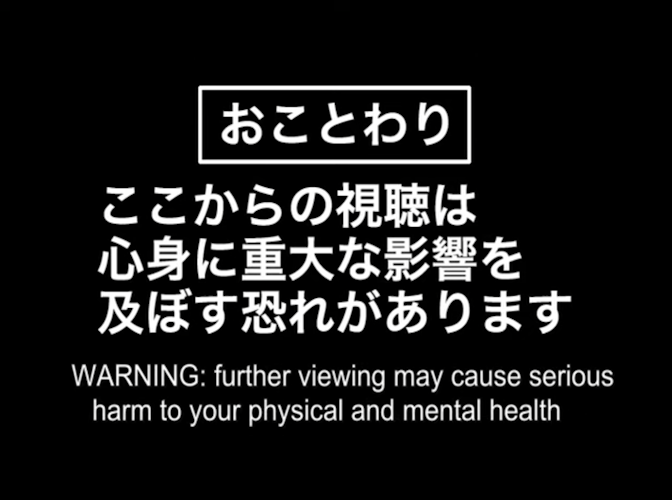 おことわり
ここからの視聴は
心身に重大な影響を
及ぼす恐れがあります
WARNING: further viewing may cause serious
harm to your physical and mental health